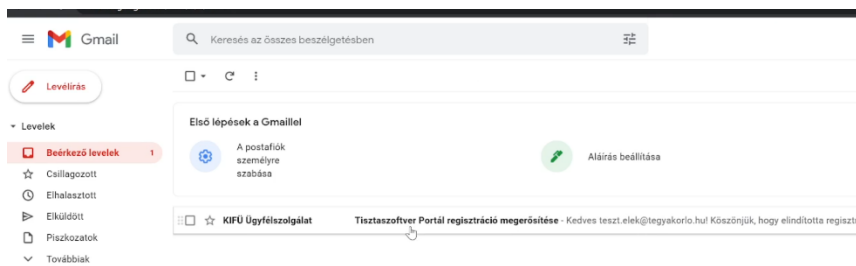 Gmail
Keresés az összes beszélgetésben
Levélírás
Levelek
Beérkező levelek 1
Csillagozott
Elhalasztott
Elküldött
Piszkozatok
Továbbiak
Első lépések a Gmaillel
A postafiók
személyre
szabása
Aláírás beállítása
KIFÜ Ügyfélszolgálat Tisztaszoftver Portál regisztráció megerősítése - Kedves teszt.elek@tegyakorlo.hu! Köszönjük, hogy elindította